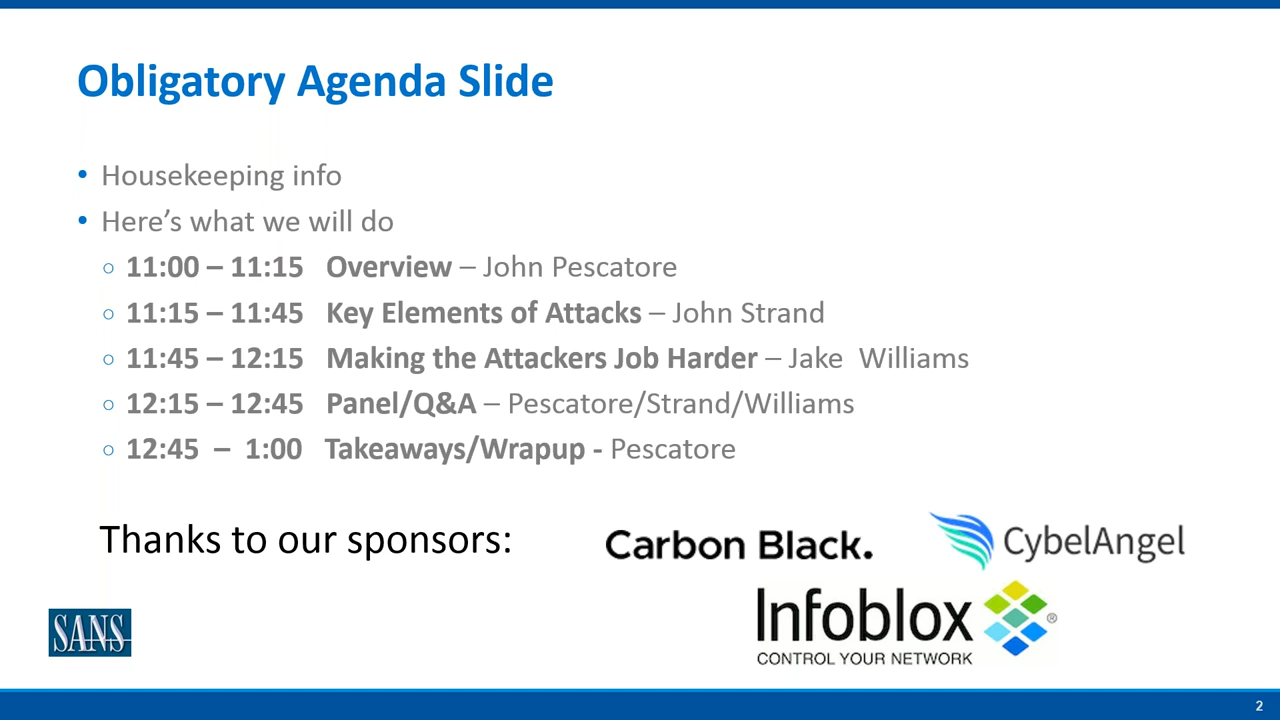 Obligatory Agenda Slide
• Housekeeping info
• Here’s what we will do
○ 11:00 – 11:15 Overview – John Pescatore
○ 11:15 – 11:45 Key Elements of Attacks – John Strand
○ 11:45 – 12:15 Making the Attackers Job Harder – Jake Williams
○ 12:15 – 12:45 Panel/Q&A – Pescatore/Strand/Williams
○ 12:45 – 1:00 Takeaways/Wrapup - Pescatore
Thanks to our sponsors:
Carbon Black.
CybelAngel
Infoblox ®
CONTROL YOUR NETWORK
SANS
2